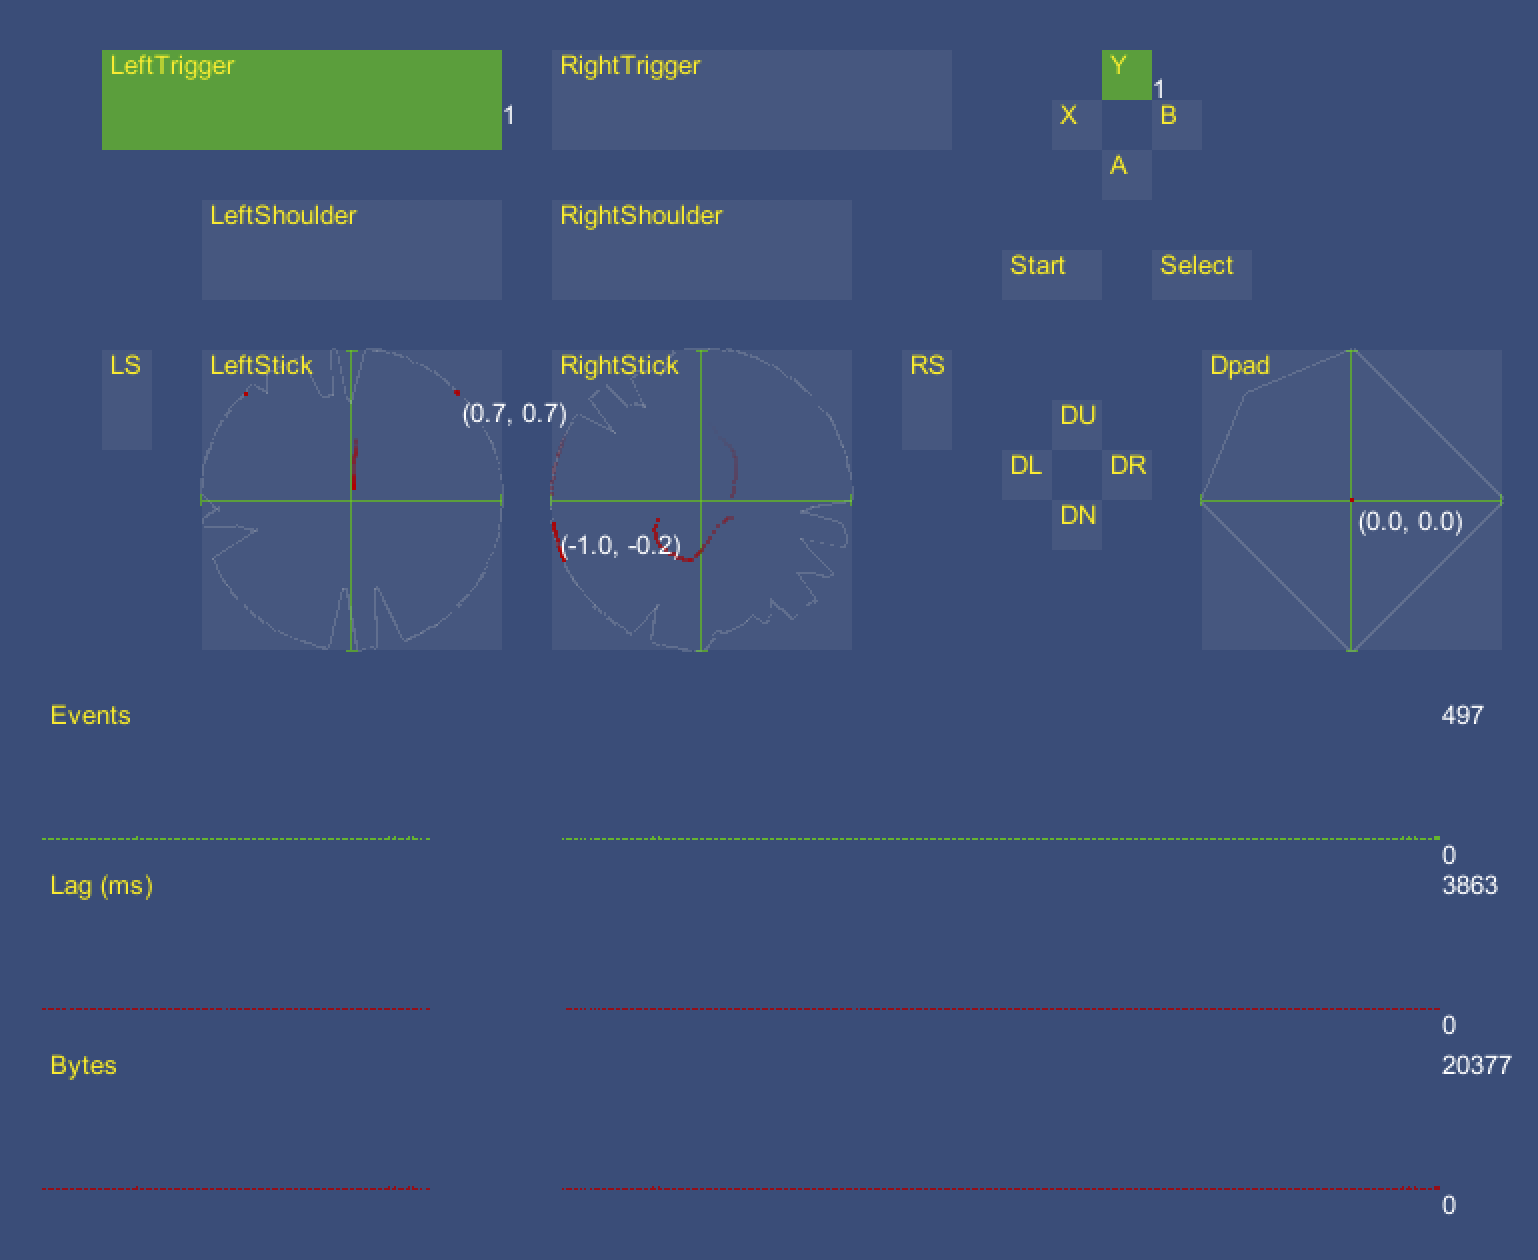 LeftTrigger
1
RightTrigger
Y
1
X
B
A
LeftShoulder
RightShoulder
Start
Select
LS
LeftStick
(0.7, 0.7)
RightStick
(-1.0, -0.2)
RS
DU
DL
DR
DN
Dpad
(0.0, 0.0)
Events
497
0
Lag (ms)
3863
0
Bytes
20377
0